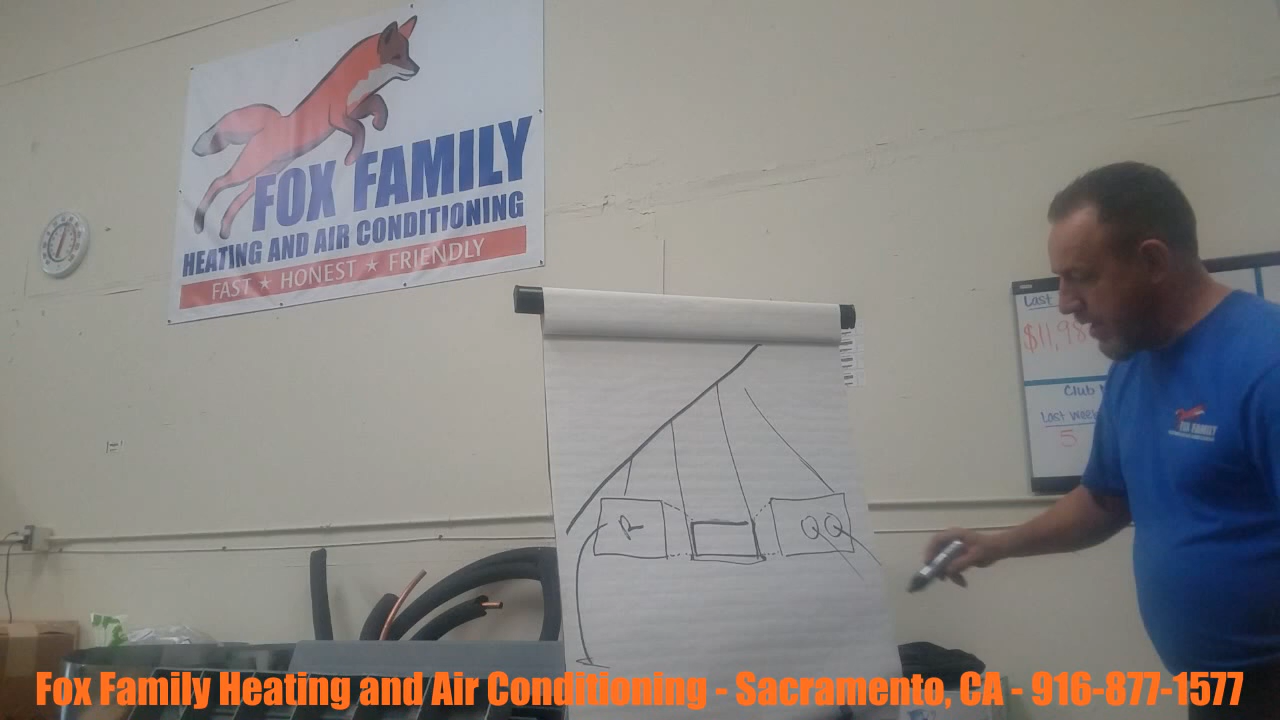 FOX FAMILY
HEATING AND AIR CONDITIONING
FAST ★ HONEST ★ FRIENDLY
Last
$11,98
Club
Last Week
5
FOX FAMILY
R
Fox Family Heating and Air Conditioning - Sacramento, CA - 916-877-1577